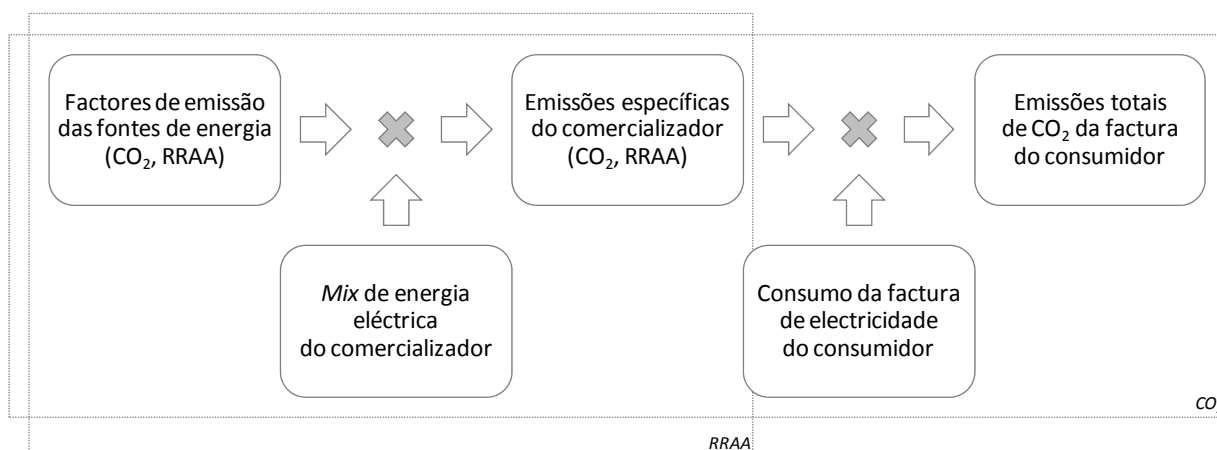 Factores de emissão
das fontes de energia
(CO₂, RRAA)
Emissões específicas
do comercializador
(CO₂, RRAA)
Emissões totais
de CO₂ da factura
do consumidor
Mix de energia
eléctrica
do comercializador
Consumo da factura
de electricidade
do consumidor
CO
RRAA